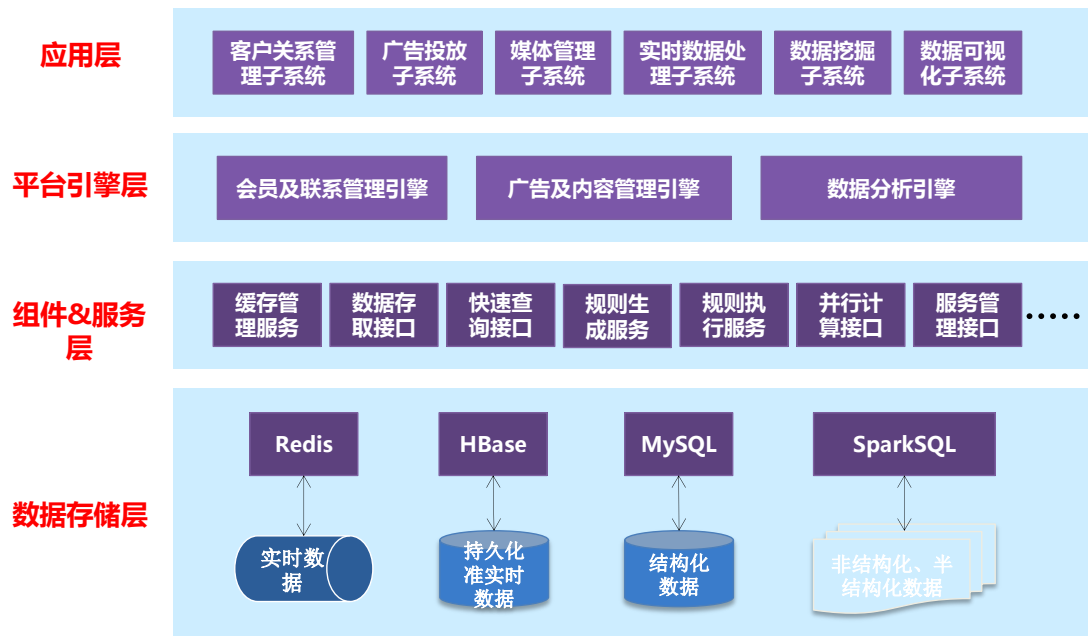 应用层
客户关系管
理子系统
广告投放
子系统
媒体管理
子系统
实时数据处
理子系统
数据挖掘
子系统
数据可视
化子系统
平台引擎层
会员及联系管理引擎
广告及内容管理引擎
数据分析引擎
组件&服务
层
缓存管
理服务
数据存
取接口
快速查
询接口
规则生
成服务
规则执
行服务
并行计
算接口
服务管
理接口
·····
数据存储层
Redis
HBase
MySQL
SparkSQL
实时数
据
持久化
准实时
数据
结构化
数据
非结构化、半
结构化数据